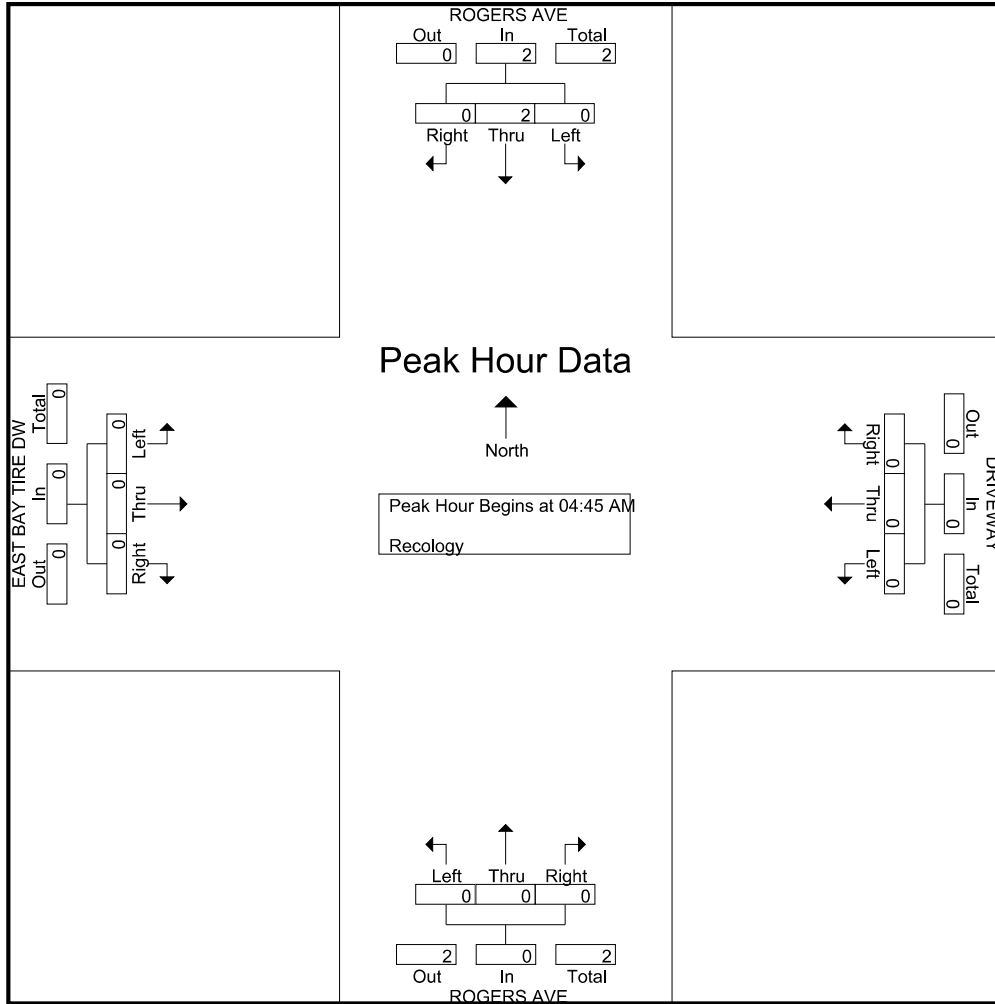 ROGERS AVE
Out In Total
0 2 2
0 2 0
Right Thru Left
Peak Hour Data
North
Peak Hour Begins at 04:45 AM
Recology
EAST BAY TIRE DW
Out In Total
0 0 0
0 0 0
Right Thru Left
DRIVEWAY
Out In Total
0 0 0
0 0 0
Right Thru Left
Left Thru Right
0 0 0
2 0 2
Out In Total
ROGERS AVE